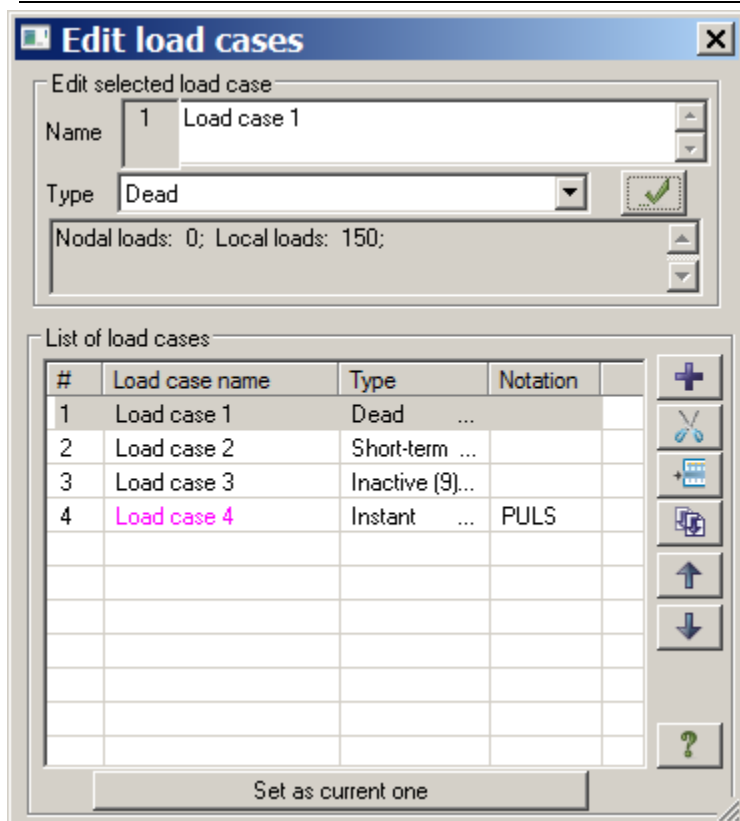 Edit load cases
Edit selected load case
Name 1 Load case 1
Type Dead
Nodal loads: 0; Local loads: 150;
List of load cases
# Load case name Type Notation
1 Load case 1 Dead ...
2 Load case 2 Short-term ...
3 Load case 3 Inactive (9)...
4 Load case 4 Instant ... PULS
?
Set as current one